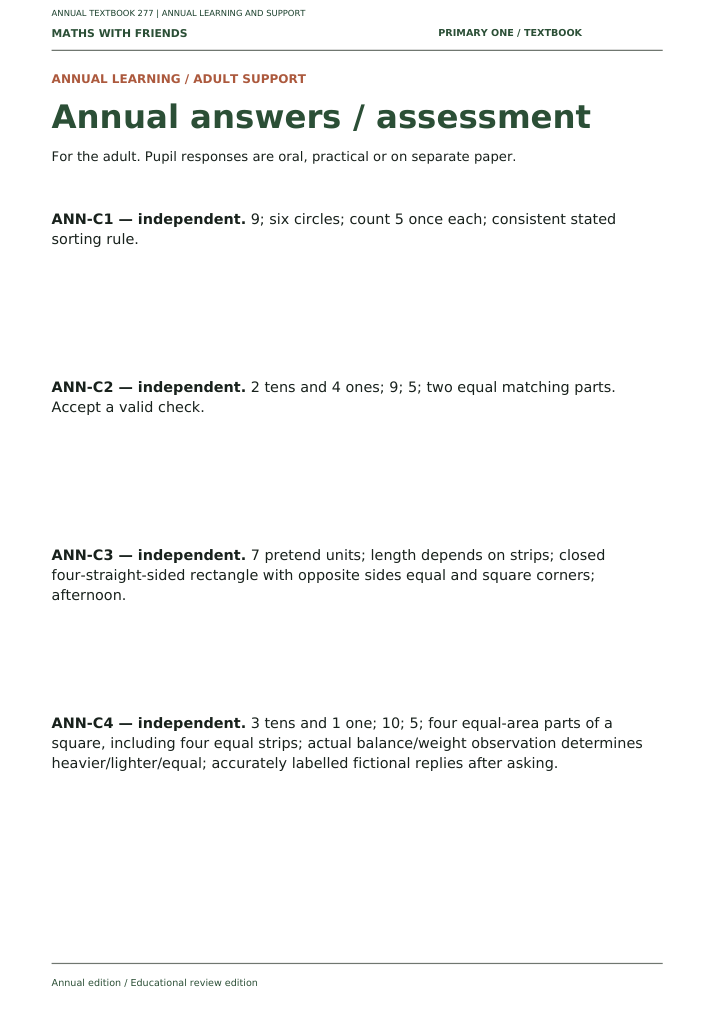 ANNUAL TEXTBOOK 277 | ANNUAL LEARNING AND SUPPORT
MATHS WITH FRIENDS
PRIMARY ONE / TEXTBOOK
ANNUAL LEARNING / ADULT SUPPORT
Annual answers / assessment
For the adult. Pupil responses are oral, practical or on separate paper.
ANN-C1 — independent. 9; six circles; count 5 once each; consistent stated
sorting rule.
ANN-C2 — independent. 2 tens and 4 ones; 9; 5; two equal matching parts.
Accept a valid check.
ANN-C3 — independent. 7 pretend units; length depends on strips; closed
four-straight-sided rectangle with opposite sides equal and square corners;
afternoon.
ANN-C4 — independent. 3 tens and 1 one; 10; 5; four equal-area parts of a
square, including four equal strips; actual balance/weight observation determines
heavier/lighter/equal; accurately labelled fictional replies after asking.
Annual edition / Educational review edition